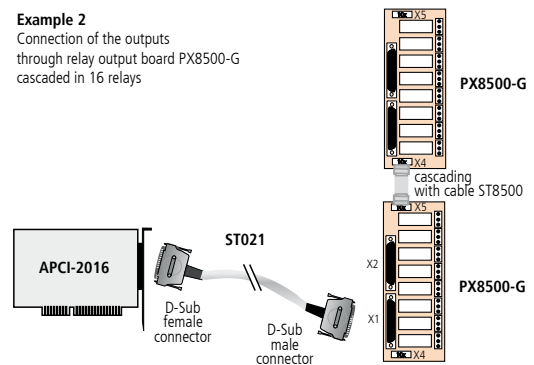 Example 2
Connection of the outputs
through relay output board PX8500-G
cascaded in 16 relays
X5
PX8500-G
X4
cascading
with cable ST8500
X5
ST021
APCI-2016
X2
PX8500-G
D-Sub
female
connector
X1
D-Sub
male
connector
X4